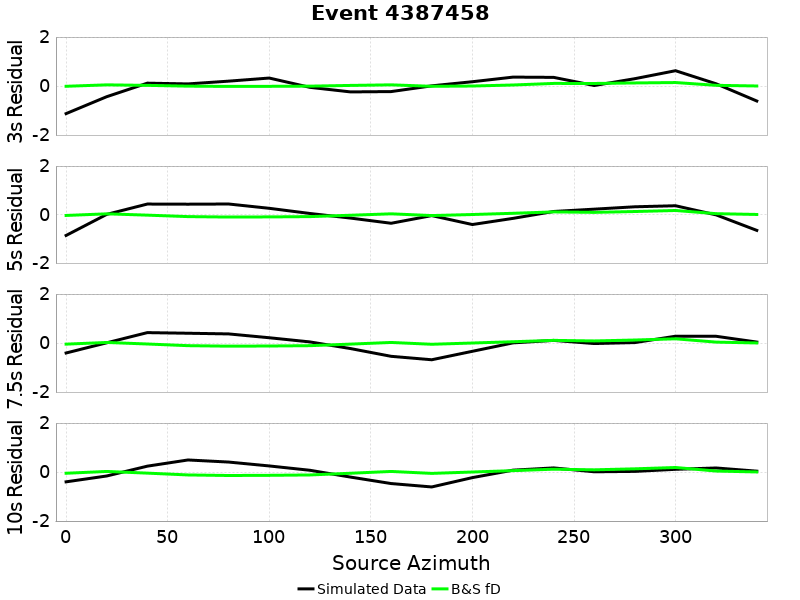 Event 4387458
3s Residual
2
0
-2
5s Residual
2
0
-2
7.5s Residual
2
0
-2
10s Residual
2
0
-2
0 50 100 150 200 250 300
Source Azimuth
Simulated Data B&S fD